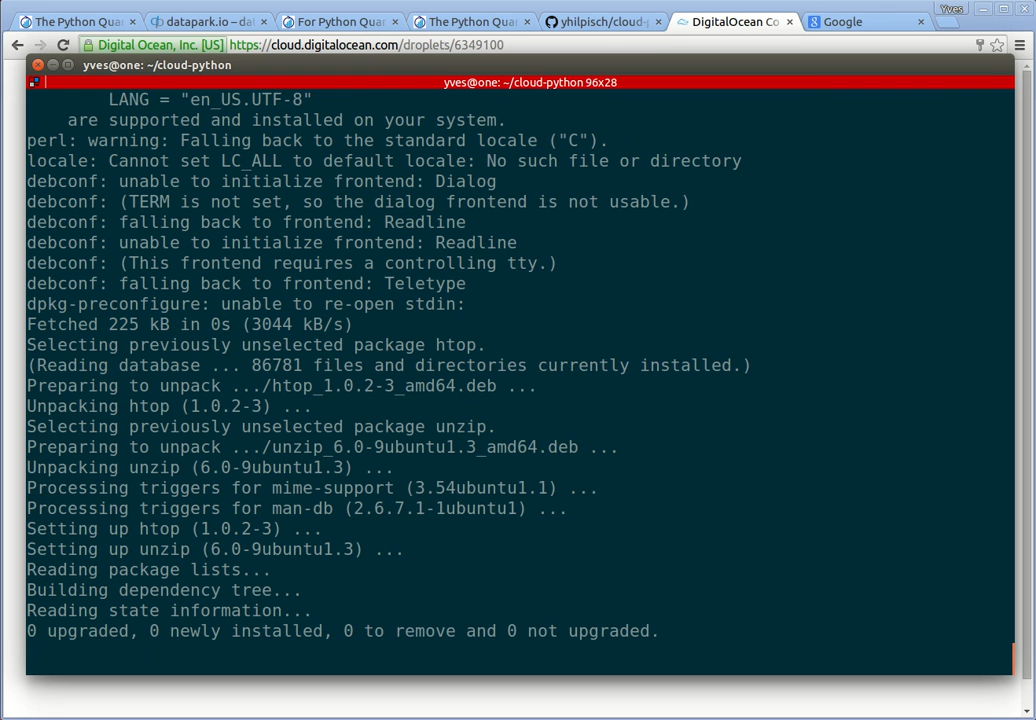 Yves
The Python Quan
datapark.io – dal
For Python Quan
The Python Quan
yhilpisch/cloud-p
DigitalOcean Co
Google
Digital Ocean, Inc. [US] https://cloud.digitalocean.com/droplets/6349100
yves@one: ~/cloud-python
yves@one: ~/cloud-python 96x28
LANG = "en_US.UTF-8"
are supported and installed on your system.
perl: warning: Falling back to the standard locale ("C").
locale: Cannot set LC_ALL to default locale: No such file or directory
debconf: unable to initialize frontend: Dialog
debconf: (TERM is not set, so the dialog frontend is not usable.)
debconf: falling back to frontend: Readline
debconf: unable to initialize frontend: Readline
debconf: (This frontend requires a controlling tty.)
debconf: falling back to frontend: Teletype
dpkg-preconfigure: unable to re-open stdin:
Fetched 225 kB in 0s (3044 kB/s)
Selecting previously unselected package htop.
(Reading database ... 86781 files and directories currently installed.)
Preparing to unpack .../htop_1.0.2-3_amd64.deb ...
Unpacking htop (1.0.2-3) ...
Selecting previously unselected package unzip.
Preparing to unpack .../unzip_6.0-9ubuntu1.3_amd64.deb ...
Unpacking unzip (6.0-9ubuntu1.3) ...
Processing triggers for mime-support (3.54ubuntu1.1) ...
Processing triggers for man-db (2.6.7.1-1ubuntu1) ...
Setting up htop (1.0.2-3) ...
Setting up unzip (6.0-9ubuntu1.3) ...
Reading package lists...
Building dependency tree...
Reading state information...
0 upgraded, 0 newly installed, 0 to remove and 0 not upgraded.